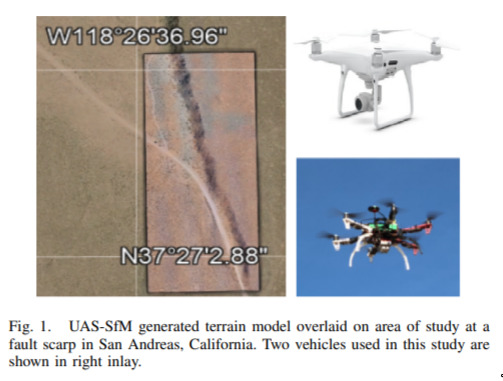 W118°26'36.96"
N37°27'2.88"
Fig. 1. UAS-SfM generated terrain model overlaid on area of study at a
fault scarp in San Andreas, California. Two vehicles used in this study are
shown in right inlay.